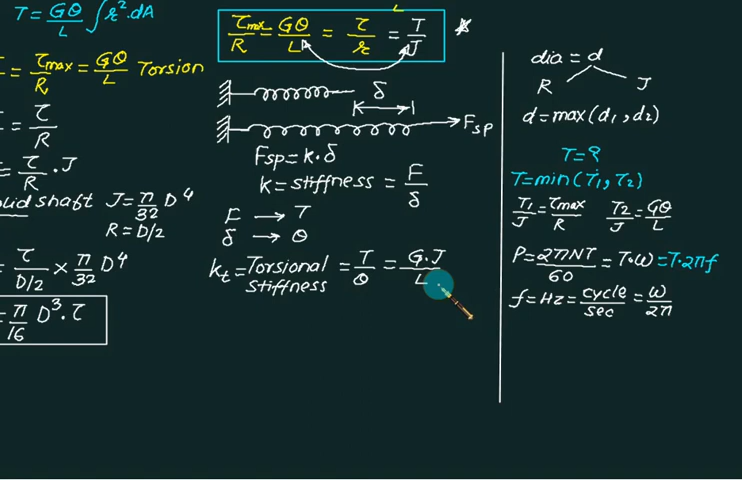 T = Gθ/L ∫ r².dA
= τmax/R = Gθ/L Torsion
= τ/R
= τ/R . J
shaft J = π/32 D⁴
R = D/2
= τ/(D/2) × π/32 D⁴
= π/16 D³.τ
τmax/R = Gθ/L = τ/r = T/J
δ
Fsp
Fsp = k.δ
k = stiffness = F/δ
F → T
δ → θ
kt = Torsional stiffness = T/θ = G.J/L
dia = d
R J
d = max(d₁, d₂)
T = ?
T = min(T₁, T₂)
T₁/J = τmax/R T₂/J = Gθ/L
P = 2πNT/60 = T.ω = T.2πf
f = Hz = cycle/sec = ω/2π